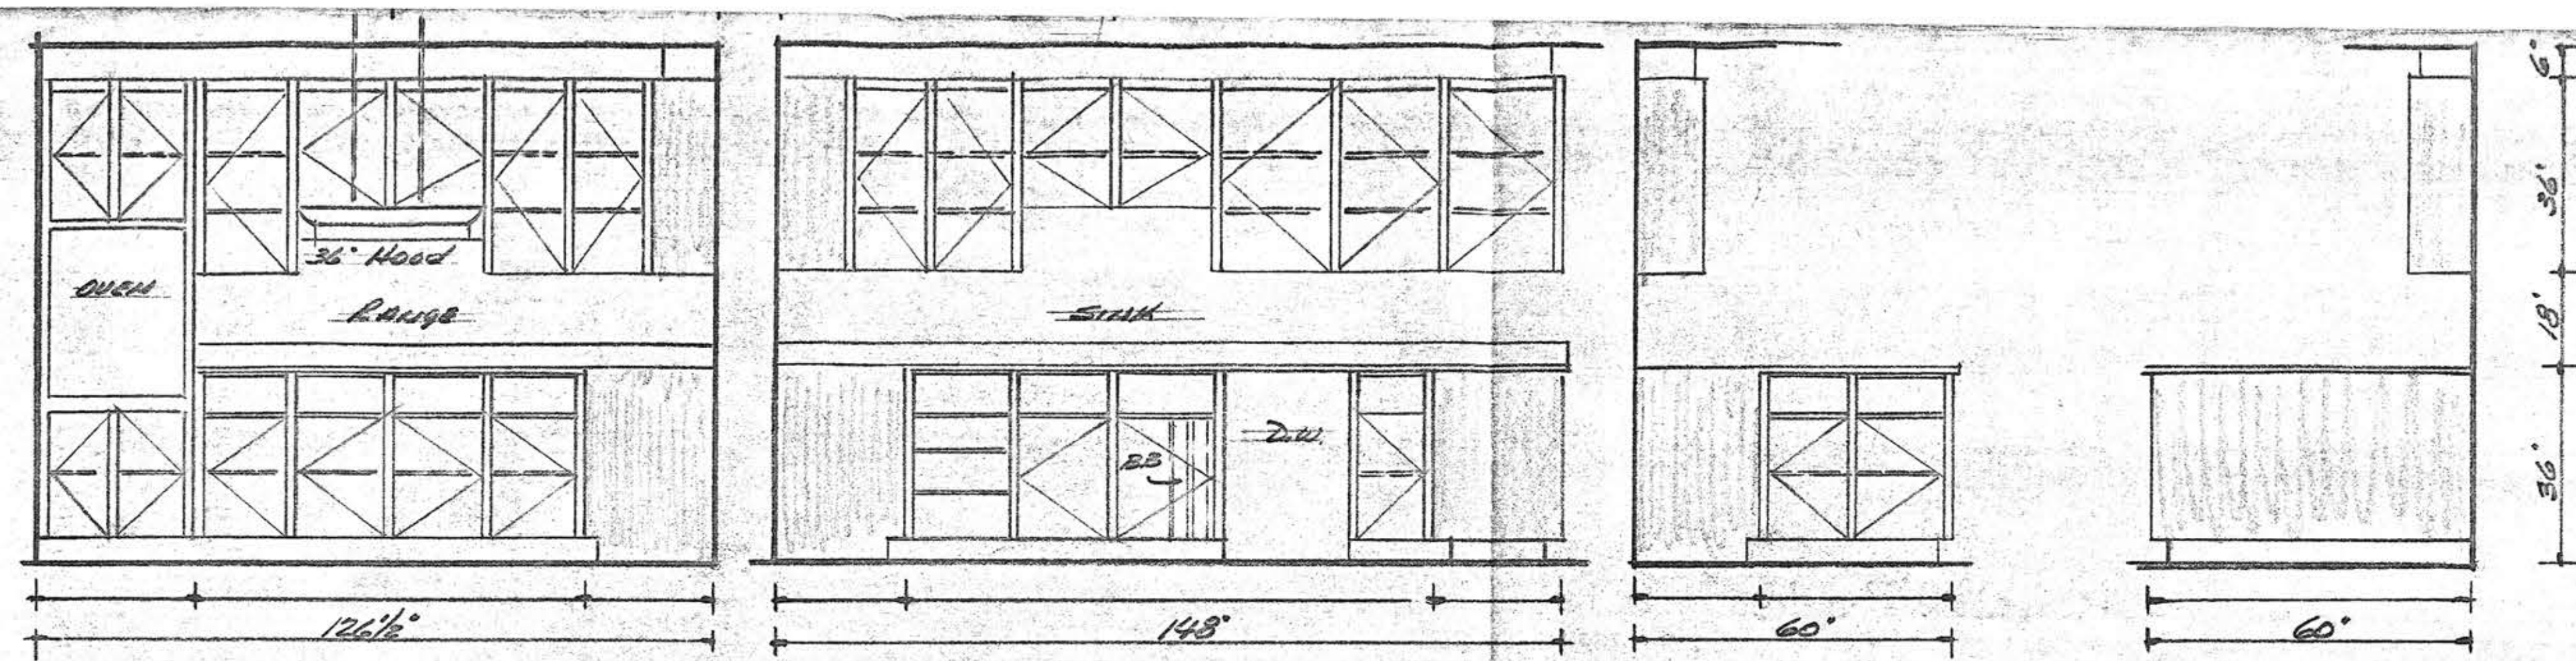 36" Hood
OVEN
Range
126½"
Sink
D.W.
BB
148"
60"
60"
6"
36"
18"
36"